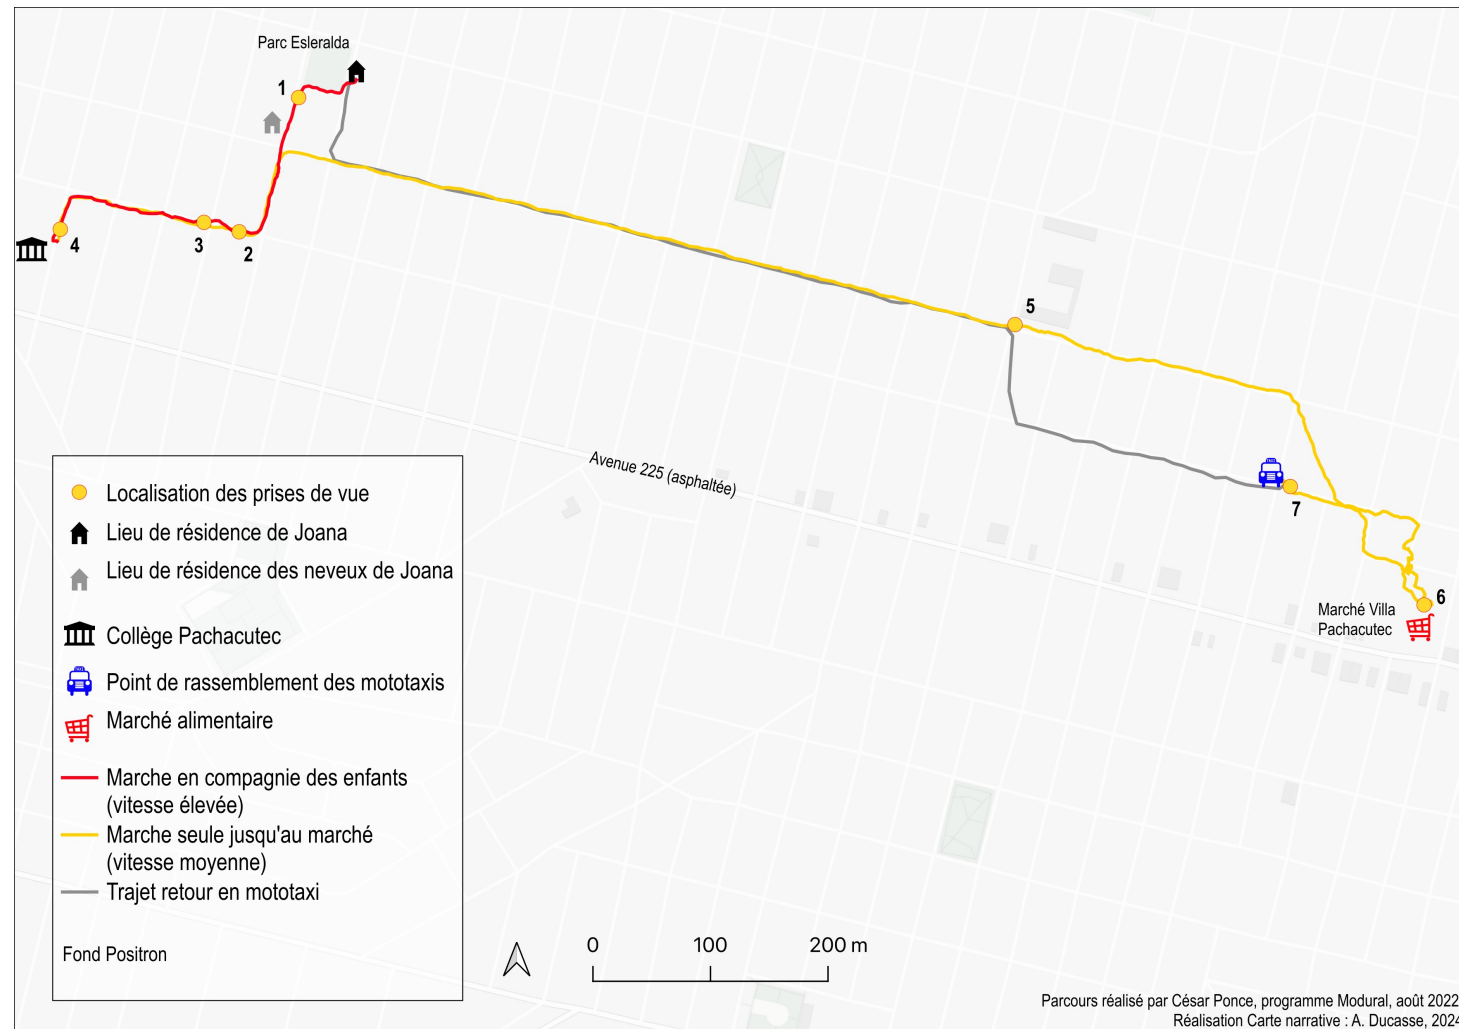 Parc Esleralda
1
4
3
2
5
Avenue 225 (asphaltée)
7
Marché Villa
Pachacutec
6
Localisation des prises de vue
Lieu de résidence de Joana
Lieu de résidence des neveux de Joana
Collège Pachacutec
Point de rassemblement des mototaxis
Marché alimentaire
Marche en compagnie des enfants
(vitesse élevée)
Marche seule jusqu'au marché
(vitesse moyenne)
Trajet retour en mototaxi
Fond Positron
0 100 200 m
Parcours réalisé par César Ponce, programme Modural, août 2022
Réalisation Carte narrative : A. Ducasse, 2024